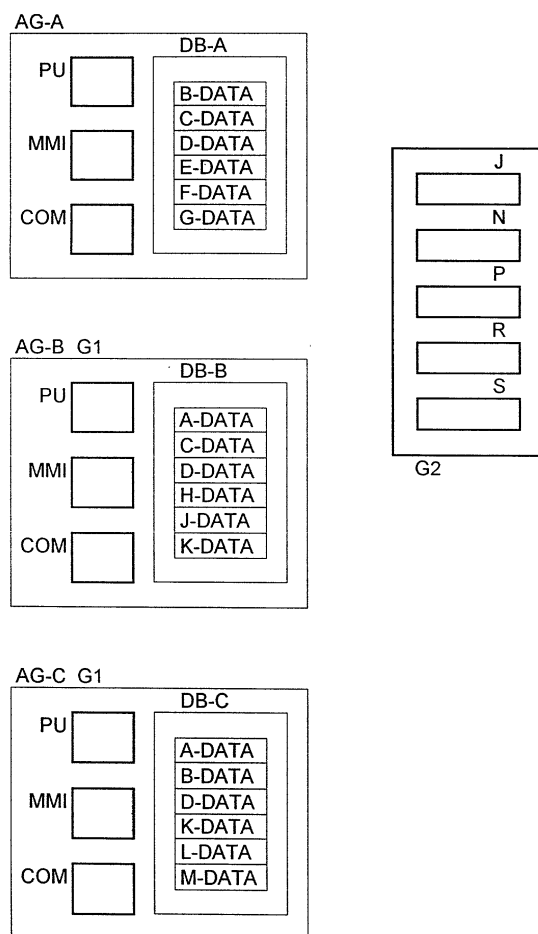 AG-A
DB-A
PU
B-DATA
C-DATA
MMI
D-DATA
E-DATA
F-DATA
COM
G-DATA
J
N
P
R
S
G2
AG-B G1
DB-B
PU
A-DATA
C-DATA
MMI
D-DATA
H-DATA
J-DATA
COM
K-DATA
AG-C G1
DB-C
PU
A-DATA
B-DATA
MMI
D-DATA
K-DATA
L-DATA
COM
M-DATA